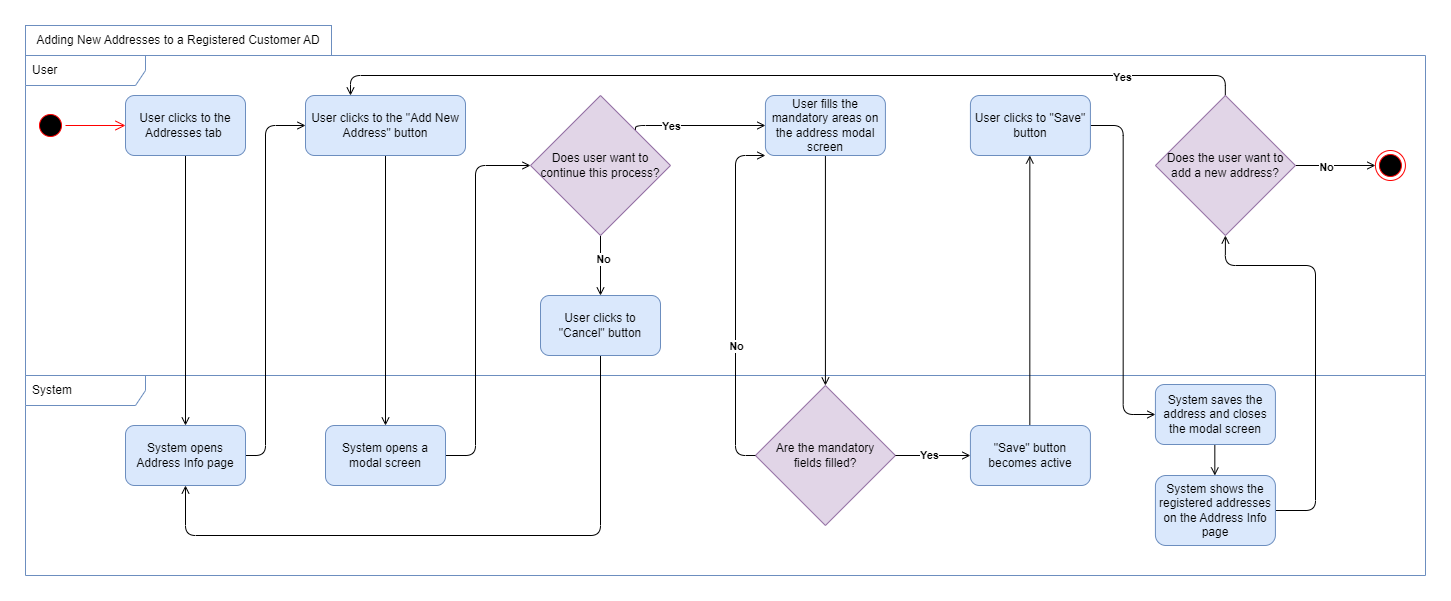 Adding New Addresses to a Registered Customer AD
User
User clicks to the
Addresses tab
User clicks to the "Add New
Address" button
Does user want to
continue this process?
Yes
No
User clicks to
"Cancel" button
User fills the
mandatory areas on
the address modal
screen
No
User clicks to "Save"
button
Yes
Does the user want to
add a new address?
No
System
System opens
Address Info page
System opens a
modal screen
Are the mandatory
fields filled?
Yes
"Save" button
becomes active
System saves the
address and closes
the modal screen
System shows the
registered addresses
on the Address Info
page